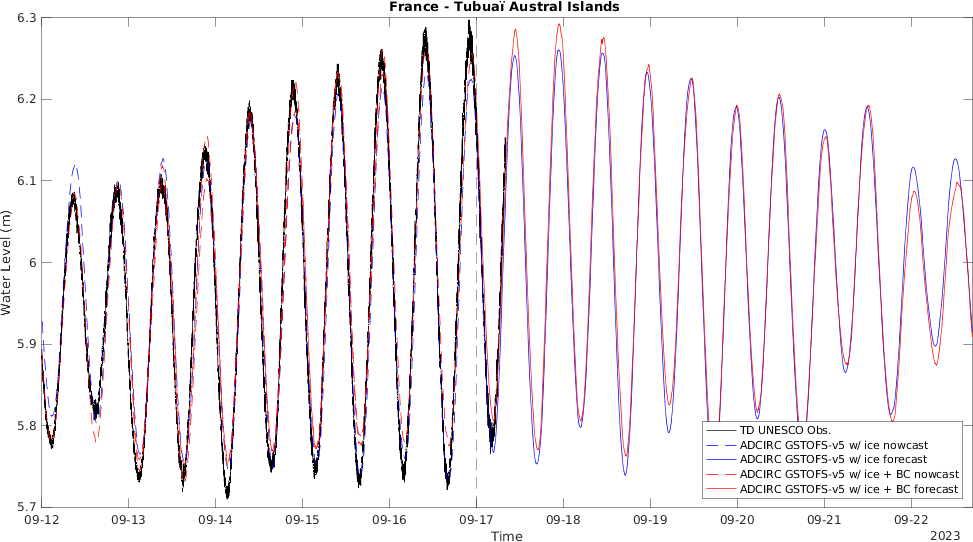 France - Tubuaï Austral Islands
6.3
6.2
6.1
6
5.9
5.8
5.7
Water Level (m)
TD UNESCO Obs.
ADCIRC GSTOFS-v5 w/ ice nowcast
ADCIRC GSTOFS-v5 w/ ice forecast
ADCIRC GSTOFS-v5 w/ ice + BC nowcast
ADCIRC GSTOFS-v5 w/ ice + BC forecast
09-12 09-13 09-14 09-15 09-16 09-17 09-18 09-19 09-20 09-21 09-22
Time
2023